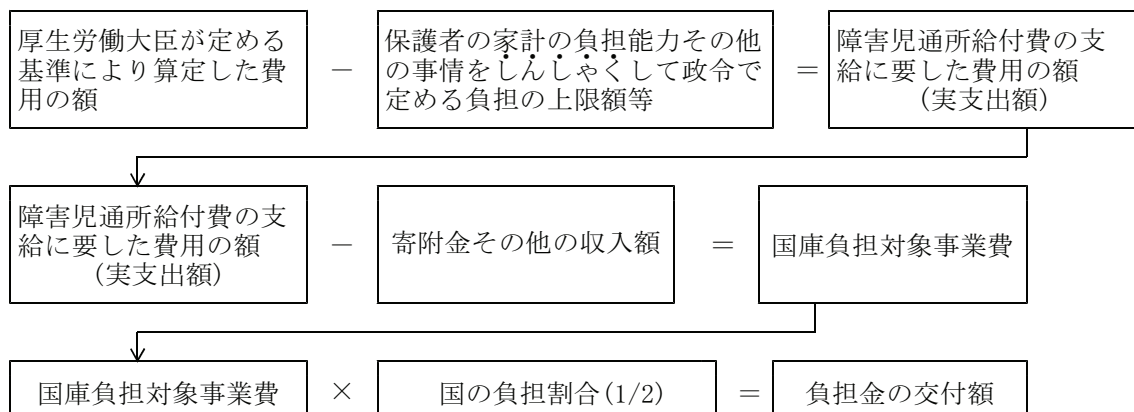 厚生労働大臣が定める
基準により算定した費
用の額
−
保護者の家計の負担能力その他
の事情をしんしゃくして政令で
定める負担の上限額等
=
障害児通所給付費の支
給に要した費用の額
(実支出額)
障害児通所給付費の支
給に要した費用の額
(実支出額)
−
寄附金その他の収入額
=
国庫負担対象事業費
国庫負担対象事業費
×
国の負担割合(1/2)
=
負担金の交付額